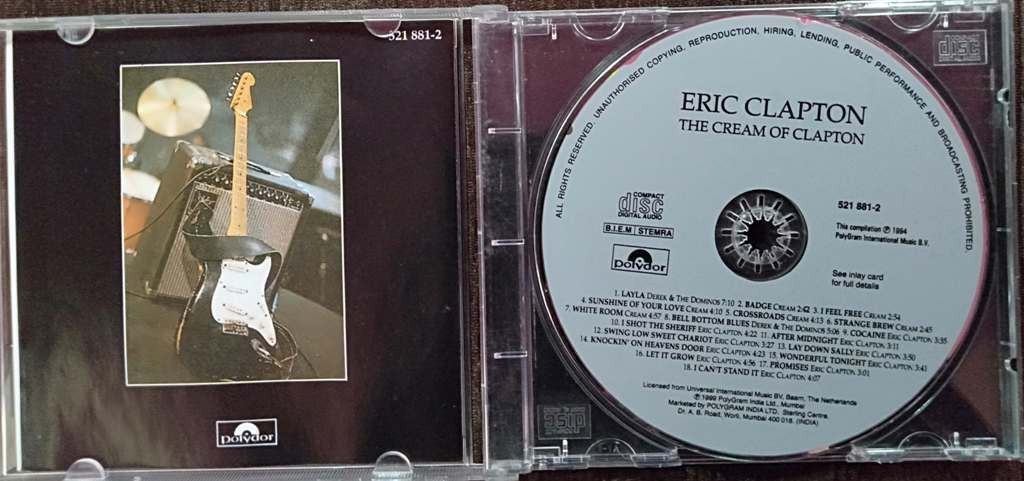 521 881-2
polydor
ALL RIGHTS RESERVED. UNAUTHORISED COPYING, REPRODUCTION, HIRING, LENDING, PUBLIC PERFORMANCE AND BROADCASTING PROHIBITED.
ERIC CLAPTON
THE CREAM OF CLAPTON
COMPACT
disc
DIGITAL AUDIO
B.I.E.M STEMRA
polydor
521 881-2
This compilation ℗ 1994
PolyGram International Music B.V.
See inlay card
for full details
1. LAYLA DEREK & THE DOMINOS 7:10 2. BADGE CREAM 2:42 3. I FEEL FREE CREAM 2:54
4. SUNSHINE OF YOUR LOVE CREAM 4:10 5. CROSSROADS CREAM 4:13 6. STRANGE BREW CREAM 2:45
7. WHITE ROOM CREAM 4:57 8. BELL BOTTOM BLUES DEREK & THE DOMINOS 5:06 9. COCAINE ERIC CLAPTON 3:35
10. I SHOT THE SHERIFF ERIC CLAPTON 4:22 11. AFTER MIDNIGHT ERIC CLAPTON 3:11
12. SWING LOW SWEET CHARIOT ERIC CLAPTON 3:27 13. LAY DOWN SALLY ERIC CLAPTON 3:50
14. KNOCKIN' ON HEAVENS DOOR ERIC CLAPTON 4:23 15. WONDERFUL TONIGHT ERIC CLAPTON 3:41
16. LET IT GROW ERIC CLAPTON 4:56 17. PROMISES ERIC CLAPTON 3:01
18. I CAN'T STAND IT ERIC CLAPTON 4:07
Licensed from Universal International Music BV, Baarn, The Netherlands
℗ 1999 PolyGram India Ltd., Mumbai
Marketed by POLYGRAM INDIA LTD. Sterling Centre,
Dr. A. B. Road, Worli, Mumbai 400 018. (INDIA)
disc
disc